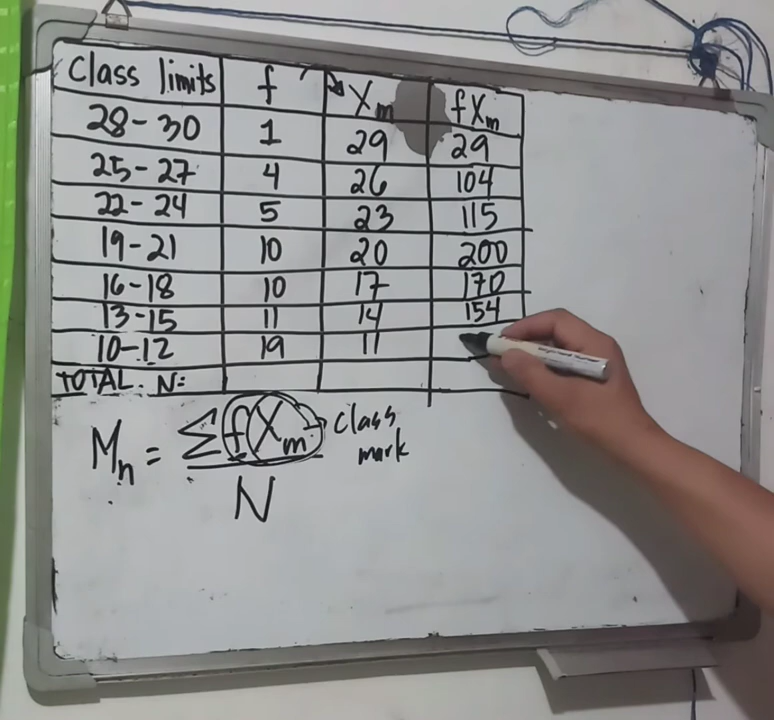 Class limits f Xm fXm
28-30 1 29 29
25-27 4 26 104
22-24 5 23 115
19-21 10 20 200
16-18 10 17 170
13-15 11 14 154
10-12 19 11
TOTAL. N=
Mn = ΣfXm class
mark
N